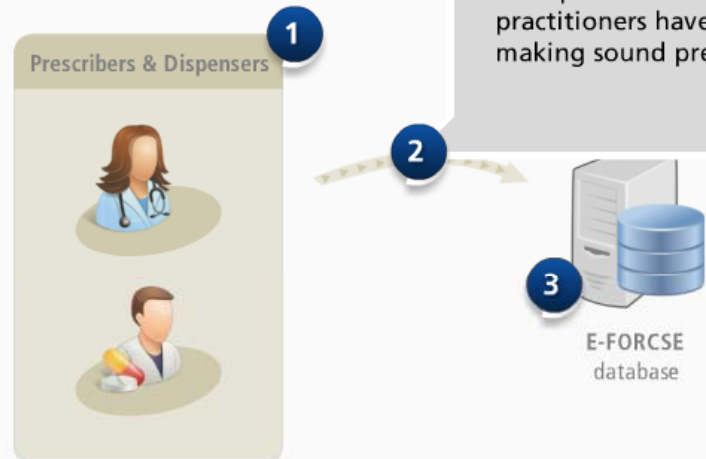 practitioners have
making sound pre
1
Prescribers & Dispensers
2
3
E-FORCSE
database